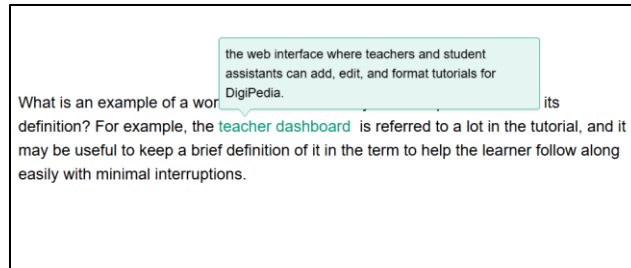 the web interface where teachers and student
assistants can add, edit, and format tutorials for
DigiPedia.
What is an example of a wor its
definition? For example, the teacher dashboard is referred to a lot in the tutorial, and it
may be useful to keep a brief definition of it in the term to help the learner follow along
easily with minimal interruptions.